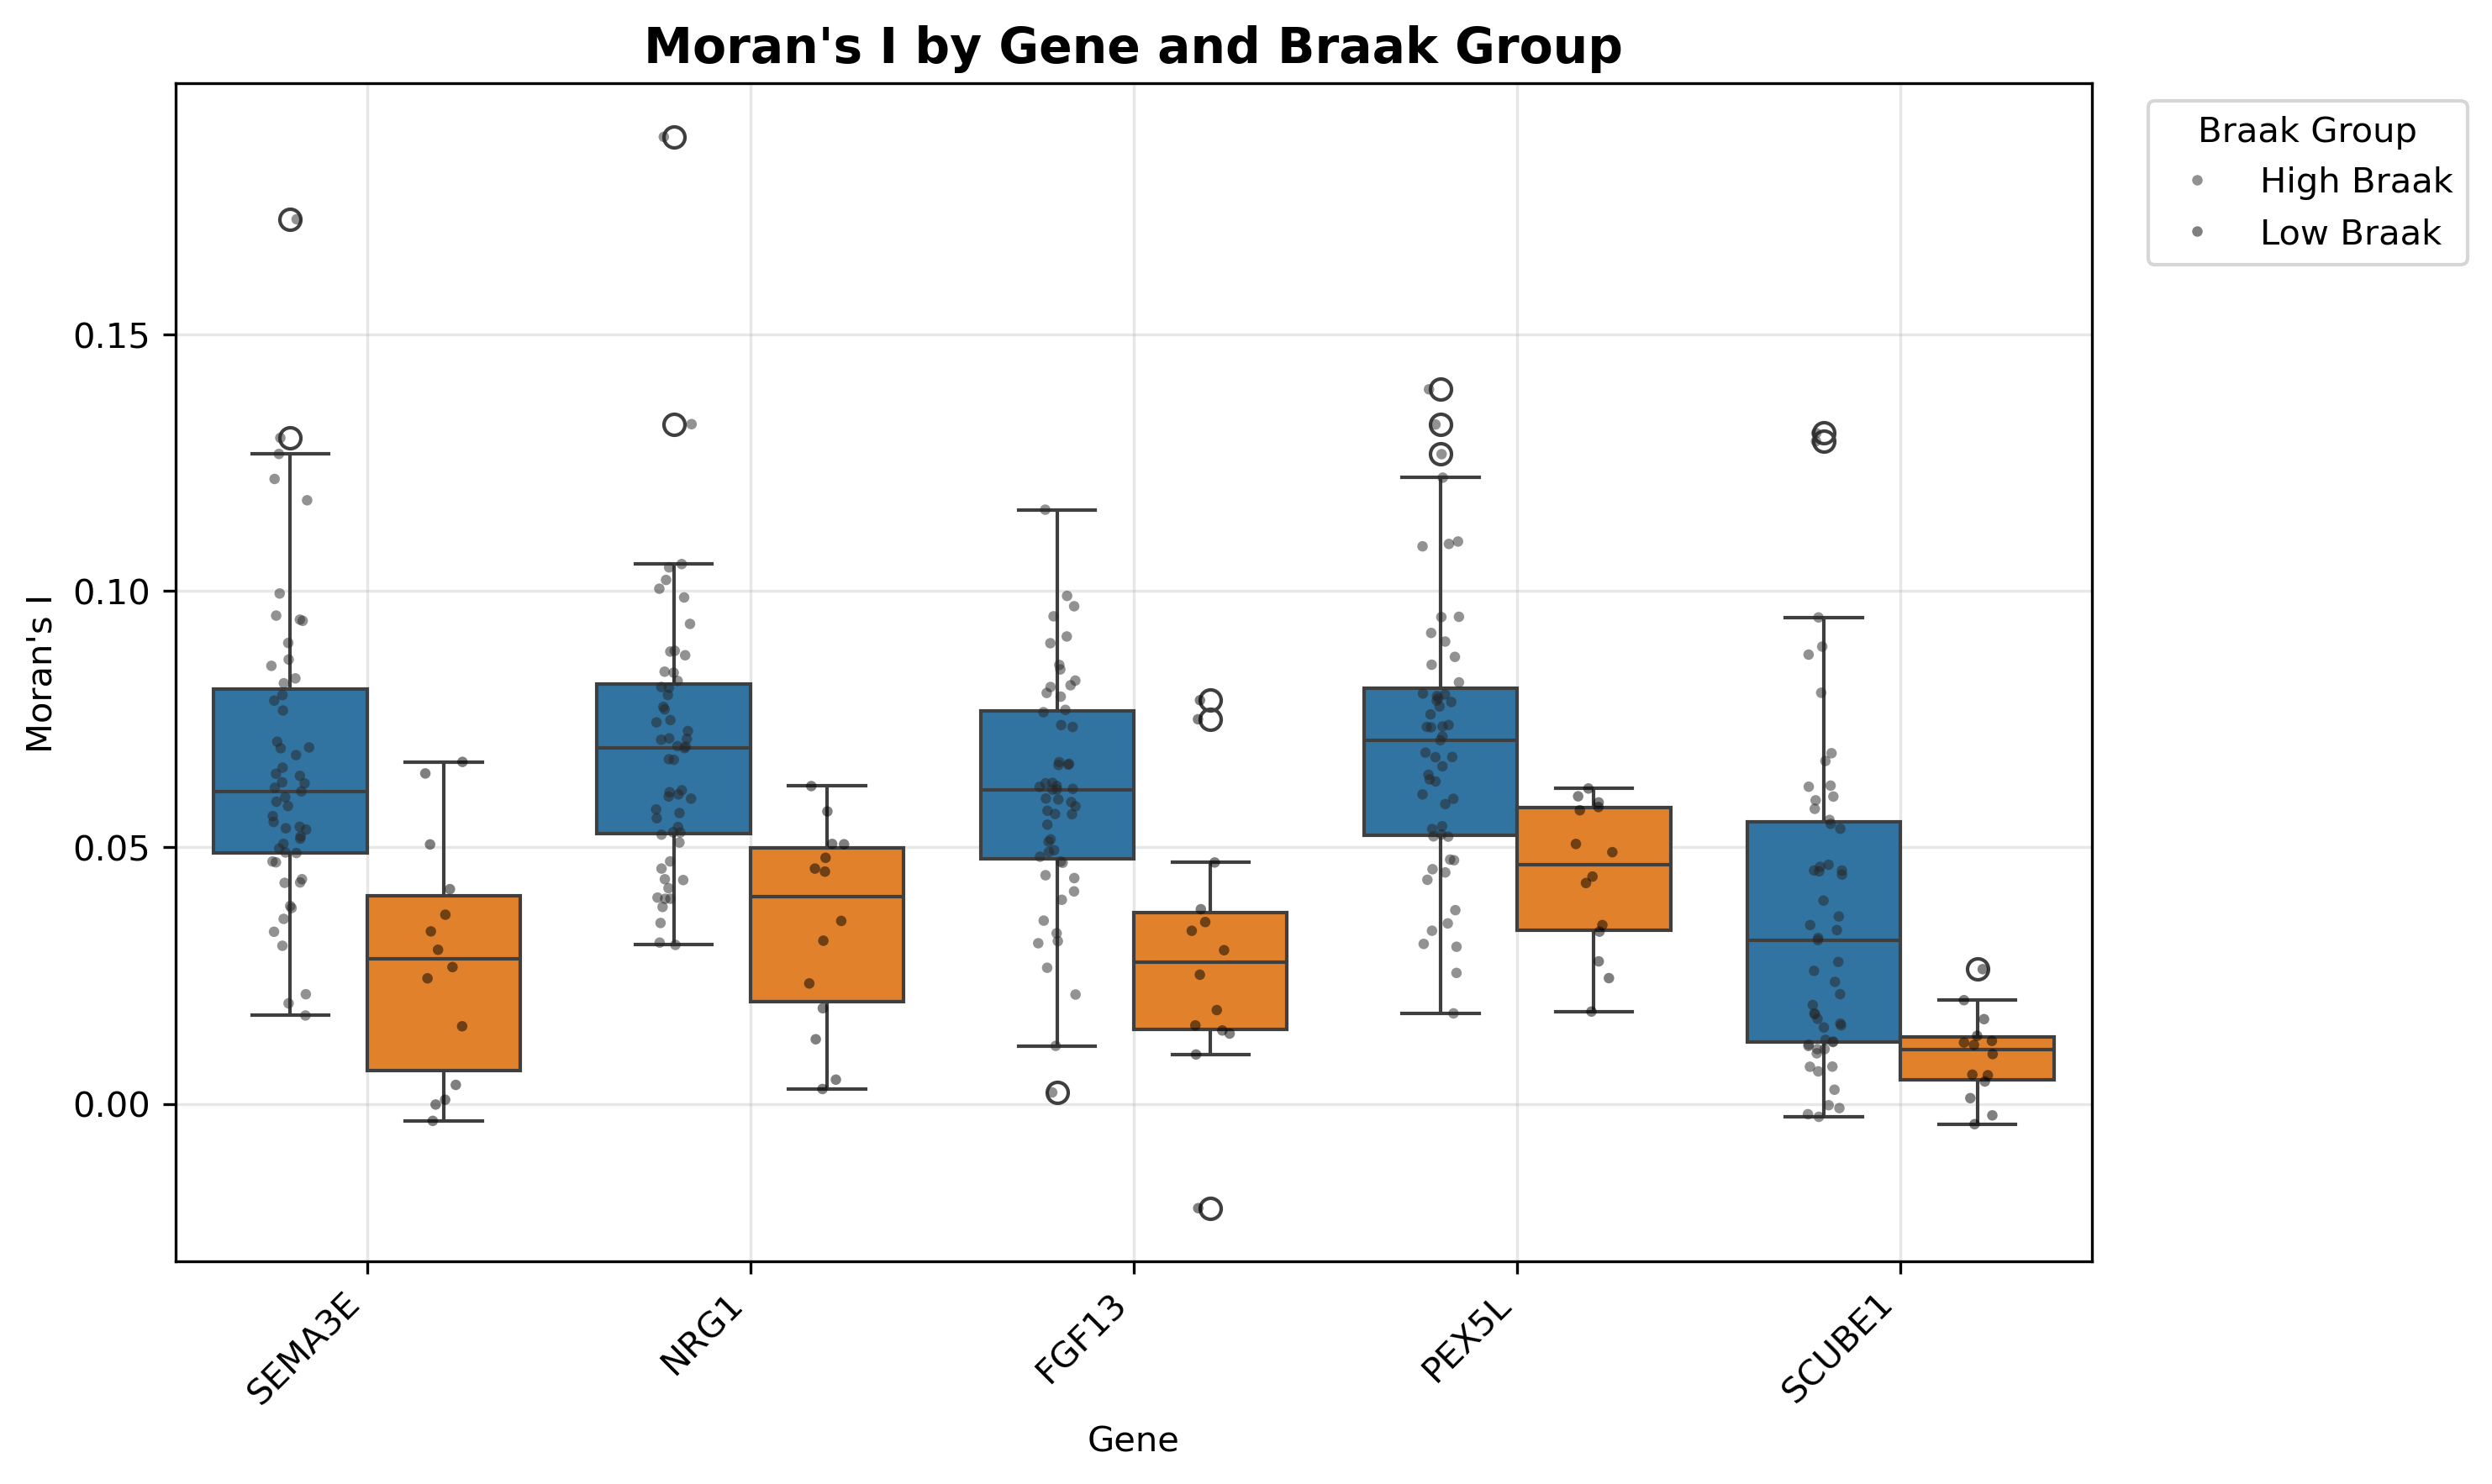 Moran's I by Gene and Braak Group
Braak Group
High Braak
Low Braak
Moran's I
0.15
0.10
0.05
0.00
SEMA3E
NRG1
FGF13
PEX5L
SCUBE1
Gene